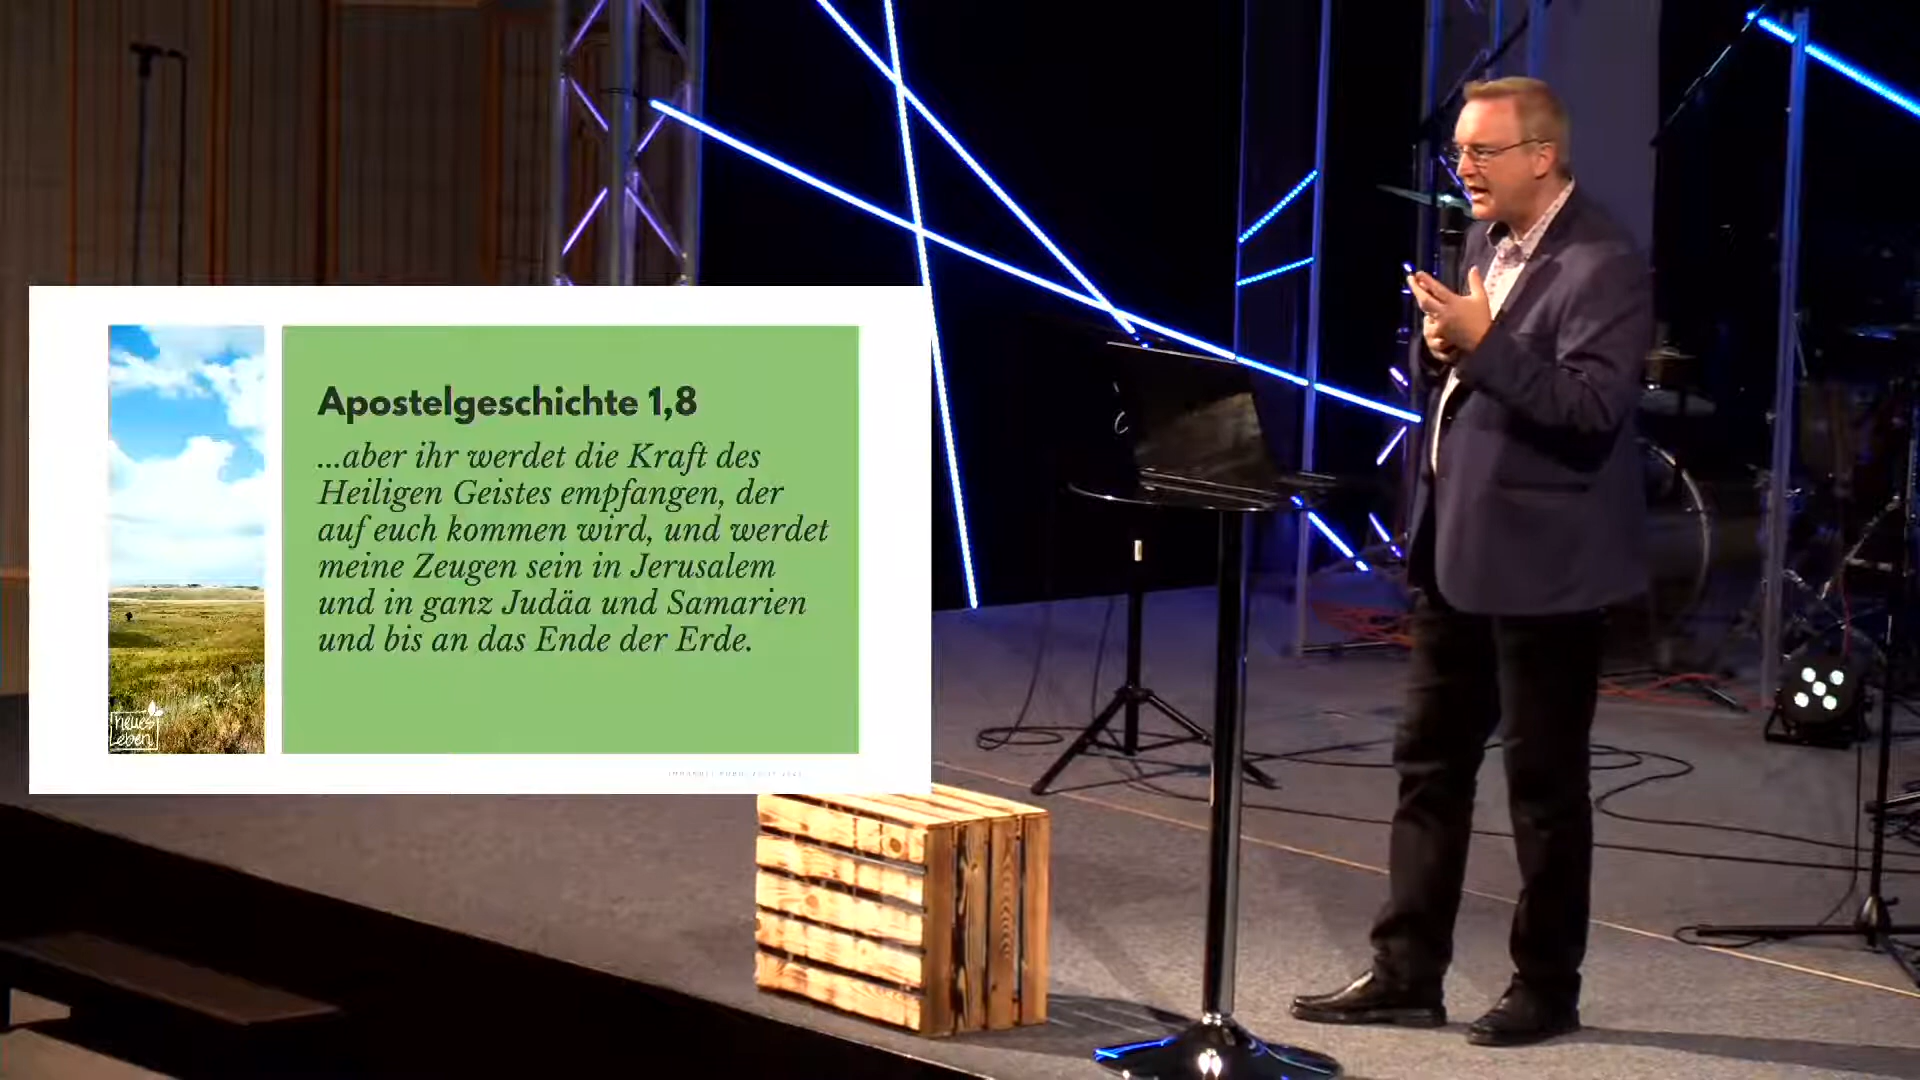 Apostelgeschichte 1,8
...aber ihr werdet die Kraft des
Heiligen Geistes empfangen, der
auf euch kommen wird, und werdet
meine Zeugen sein in Jerusalem
und in ganz Judäa und Samarien
und bis an das Ende der Erde.
neues
Leben